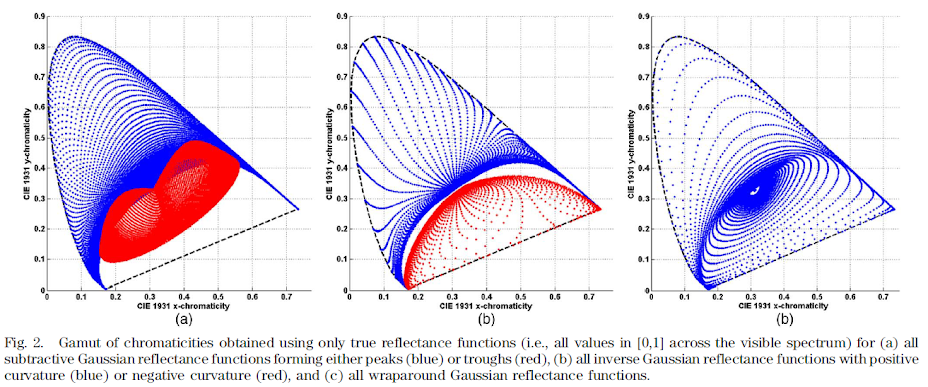 0.9
0.8
0.7
0.6
0.5
0.4
0.3
0.2
0.1
0
CIE 1931 y-chromaticity
0 0.1 0.2 0.3 0.4 0.5 0.6 0.7
CIE 1931 x-chromaticity
(a)
0.9
0.8
0.7
0.6
0.5
0.4
0.3
0.2
0.1
0
CIE 1931 y-chromaticity
0 0.1 0.2 0.3 0.4 0.5 0.6 0.7
CIE 1931 x-chromaticity
(b)
0.9
0.8
0.7
0.6
0.5
0.4
0.3
0.2
0.1
0
CIE 1931 y-chromaticity
0 0.1 0.2 0.3 0.4 0.5 0.6 0.7
CIE 1931 x-chromaticity
(c)
Fig. 2. Gamut of chromaticities obtained using only true reflectance functions (i.e., all values in [0,1] across the visible spectrum) for (a) all
subtractive Gaussian reflectance functions forming either peaks (blue) or troughs (red), (b) all inverse Gaussian reflectance functions with positive
curvature (blue) or negative curvature (red), and (c) all wraparound Gaussian reflectance functions.